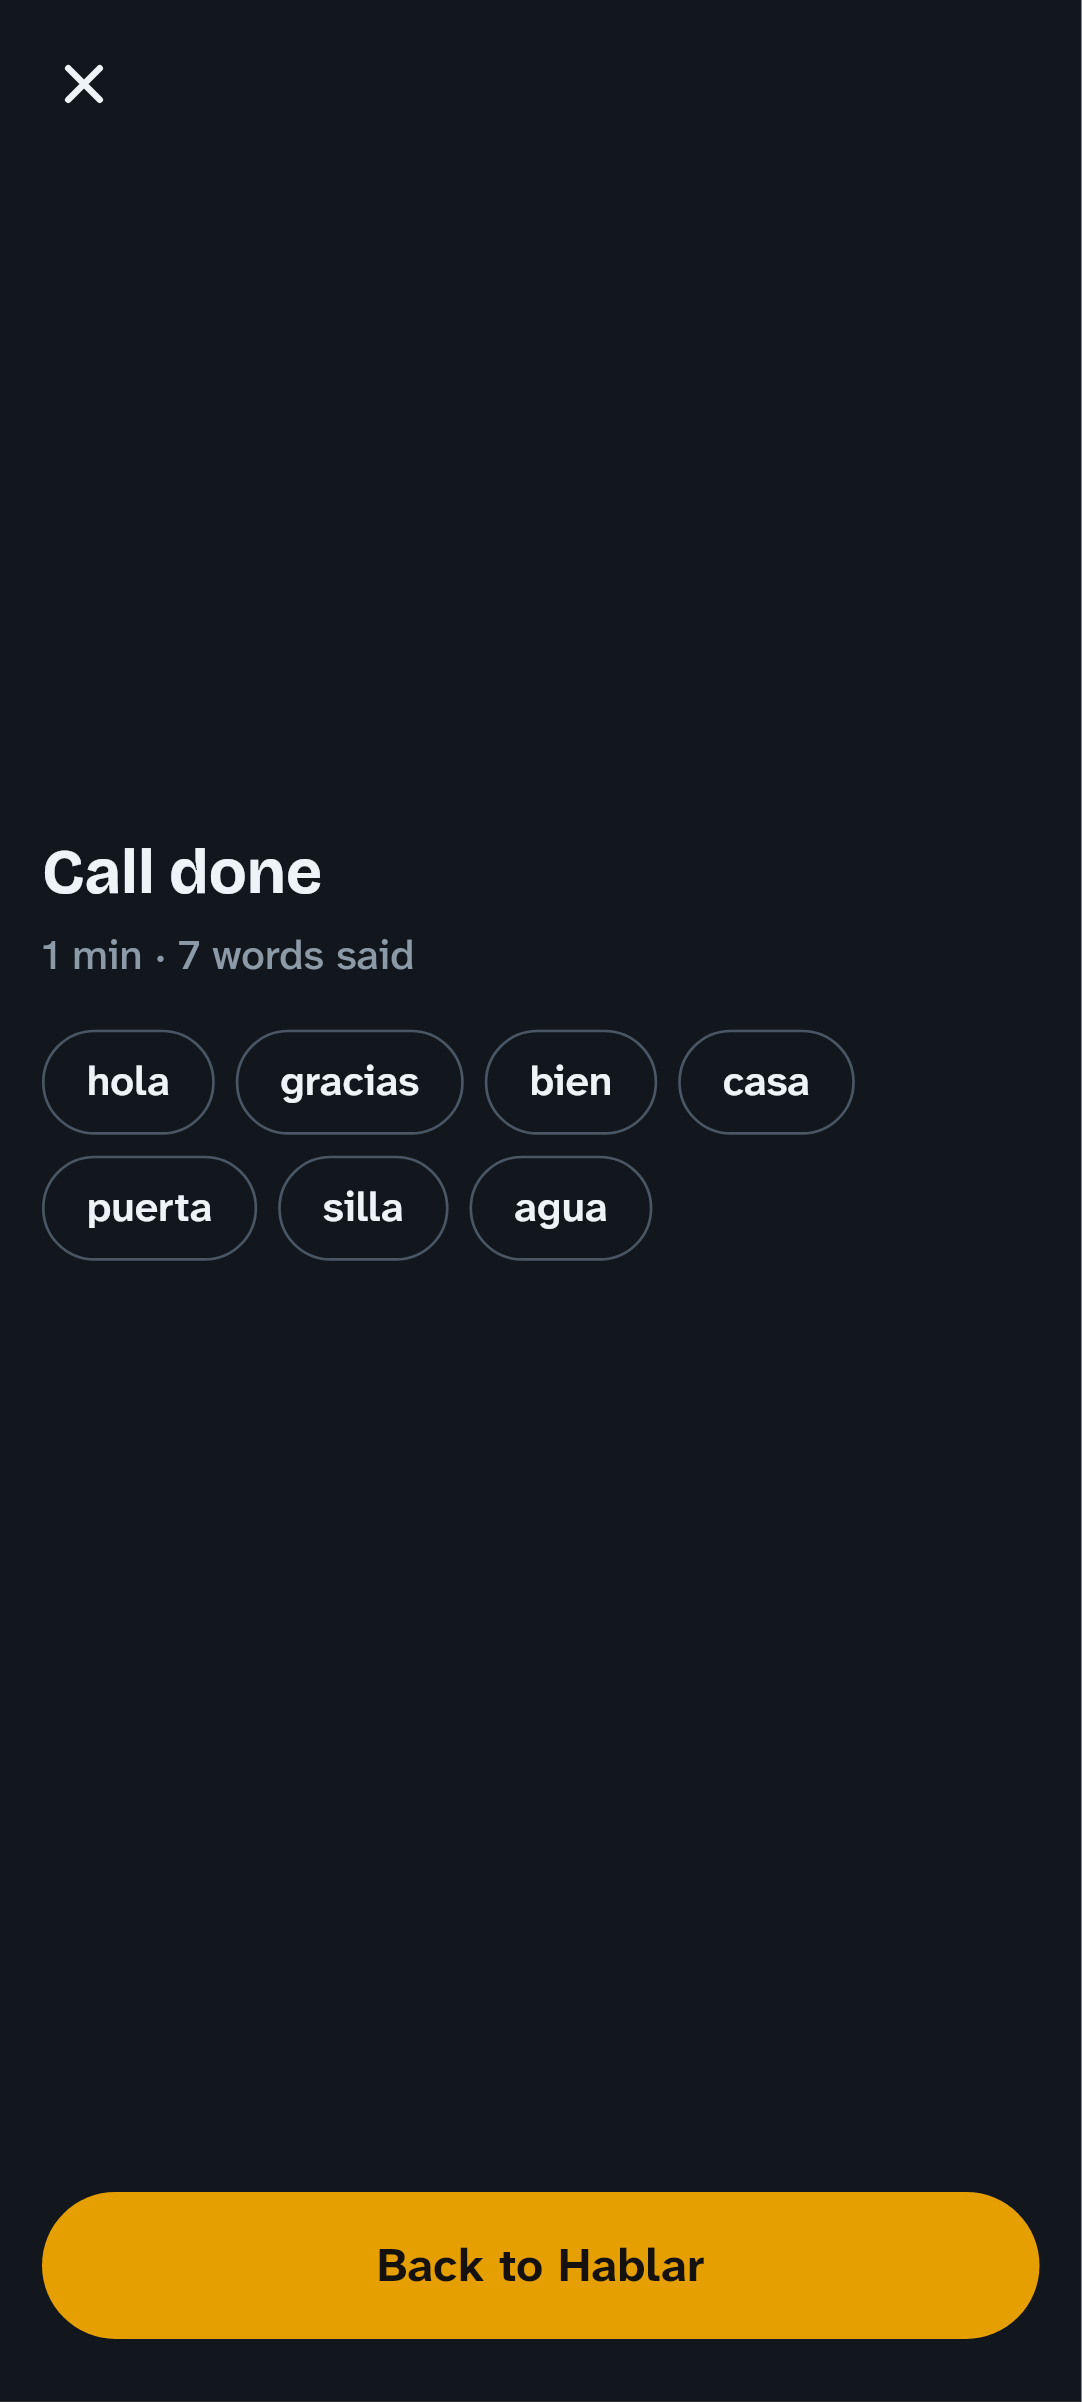 Call done
1 min · 7 words said
hola gracias bien casa
puerta silla agua
Back to Hablar